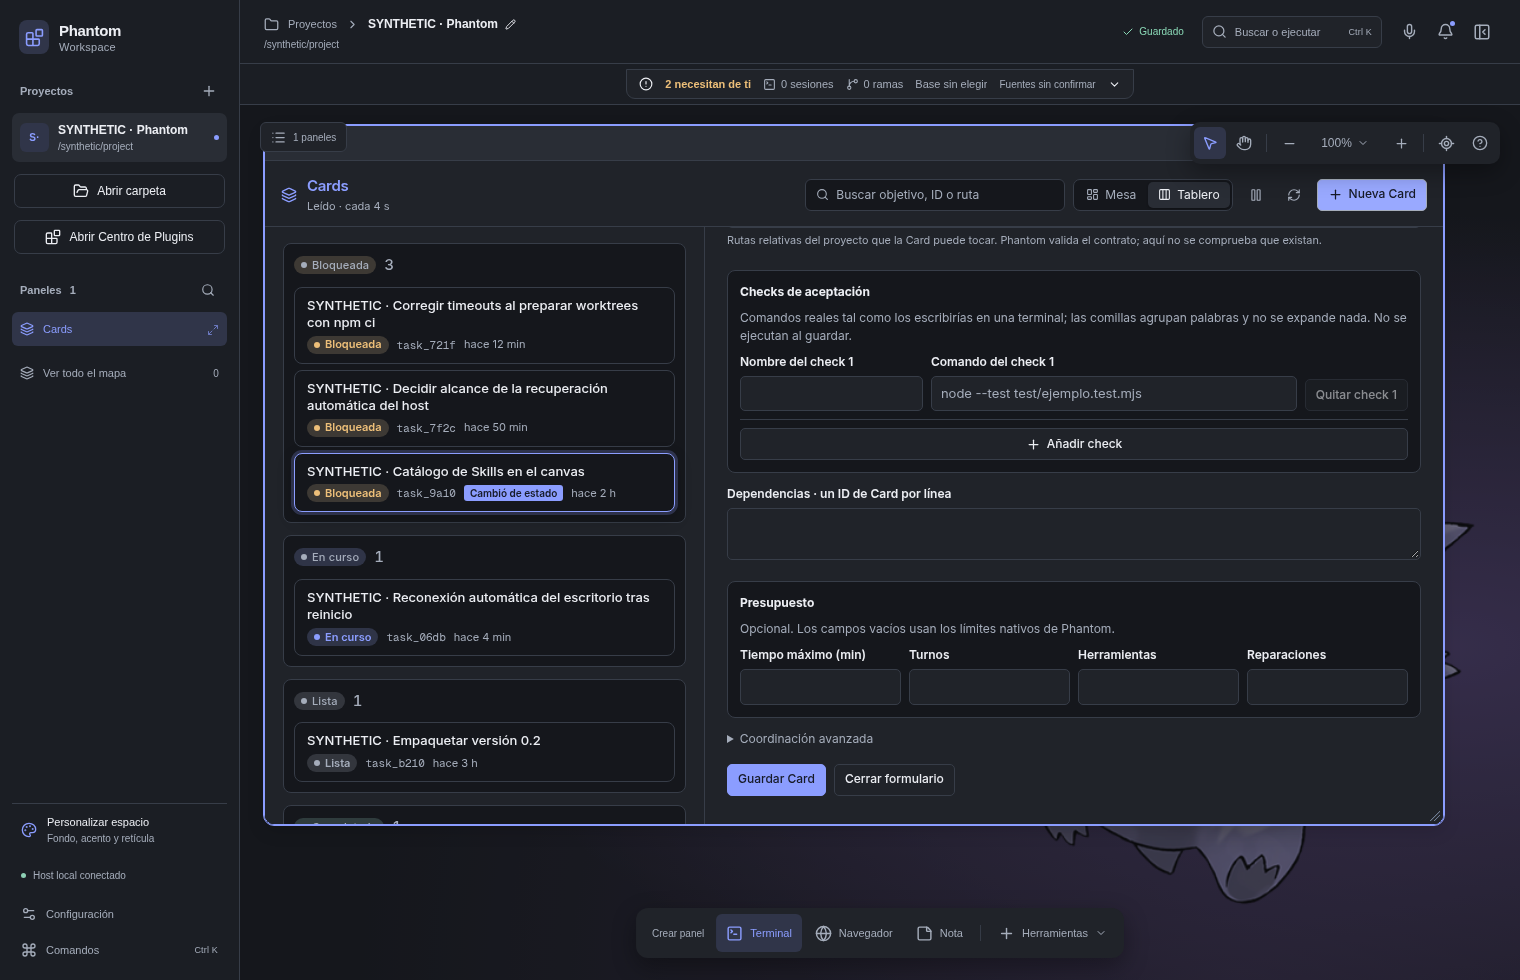 Phantom
Workspace
Proyectos
S·
SYNTHETIC · Phantom
/synthetic/project
Abrir carpeta
Abrir Centro de Plugins
Paneles 1
Cards
Ver todo el mapa 0
Personalizar espacio
Fondo, acento y retícula
Host local conectado
Configuración
Comandos Ctrl K
Proyectos SYNTHETIC · Phantom
/synthetic/project
Guardado
Buscar o ejecutar Ctrl K
2 necesitan de ti 0 sesiones 0 ramas Base sin elegir Fuentes sin confirmar
1 paneles
100%
Cards
Leído · cada 4 s
Buscar objetivo, ID o ruta
Mesa
Tablero
Nueva Card
Bloqueada 3
SYNTHETIC · Corregir timeouts al preparar worktrees
con npm ci
Bloqueada task_721f hace 12 min
SYNTHETIC · Decidir alcance de la recuperación
automática del host
Bloqueada task_7f2c hace 50 min
SYNTHETIC · Catálogo de Skills en el canvas
Bloqueada task_9a10 Cambió de estado hace 2 h
En curso 1
SYNTHETIC · Reconexión automática del escritorio tras
reinicio
En curso task_06db hace 4 min
Lista 1
SYNTHETIC · Empaquetar versión 0.2
Lista task_b210 hace 3 h
Rutas relativas del proyecto que la Card puede tocar. Phantom valida el contrato; aquí no se comprueba que existan.
Checks de aceptación
Comandos reales tal como los escribirías en una terminal; las comillas agrupan palabras y no se expande nada. No se
ejecutan al guardar.
Nombre del check 1 Comando del check 1
node --test test/ejemplo.test.mjs
Quitar check 1
Añadir check
Dependencias · un ID de Card por línea
Presupuesto
Opcional. Los campos vacíos usan los límites nativos de Phantom.
Tiempo máximo (min) Turnos Herramientas Reparaciones
Coordinación avanzada
Guardar Card Cerrar formulario
Crear panel Terminal Navegador Nota Herramientas